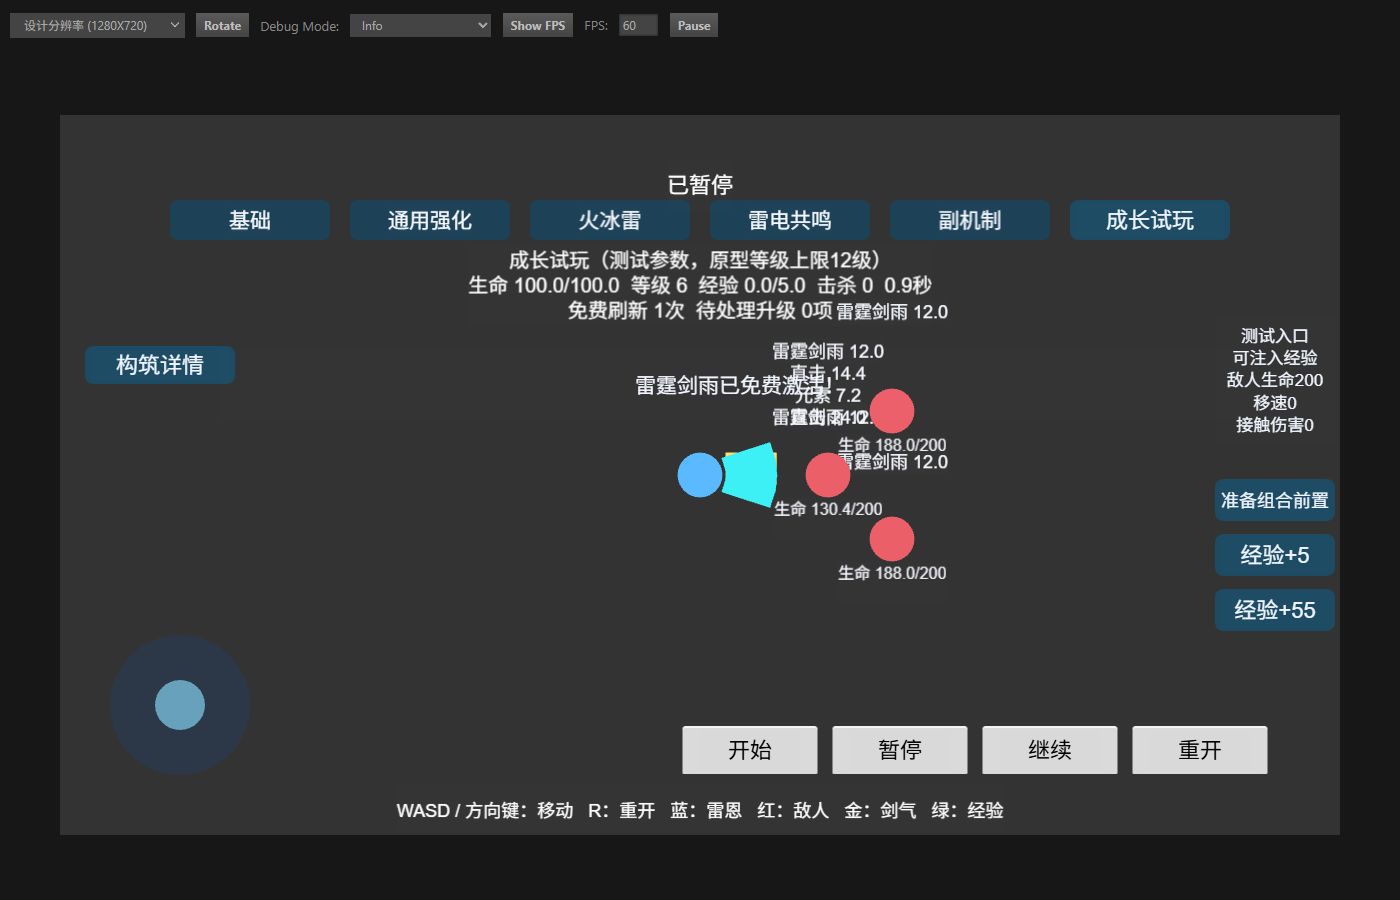 设计分辨率 (1280X720) Rotate Debug Mode: Info Show FPS FPS: 60 Pause
已暂停
基础 通用强化 火冰雷 雷电共鸣 副机制 成长试玩
成长试玩（测试参数，原型等级上限12级）
生命 100.0/100.0 等级 6 经验 0.0/5.0 击杀 0 0.9秒
免费刷新 1次 待处理升级 0项
雷霆剑雨 12.0
雷霆剑雨 12.0
直击 14.4
雷霆剑雨已免费激活!
元素 7.2
雷霆剑雨 12.
生命 188.0/200
雷霆剑雨 12.0
生命 130.4/200
生命 188.0/200
构筑详情
测试入口
可注入经验
敌人生命200
移速0
接触伤害0
准备组合前置
经验+5
经验+55
开始 暂停 继续 重开
WASD / 方向键：移动 R：重开 蓝：雷恩 红：敌人 金：剑气 绿：经验